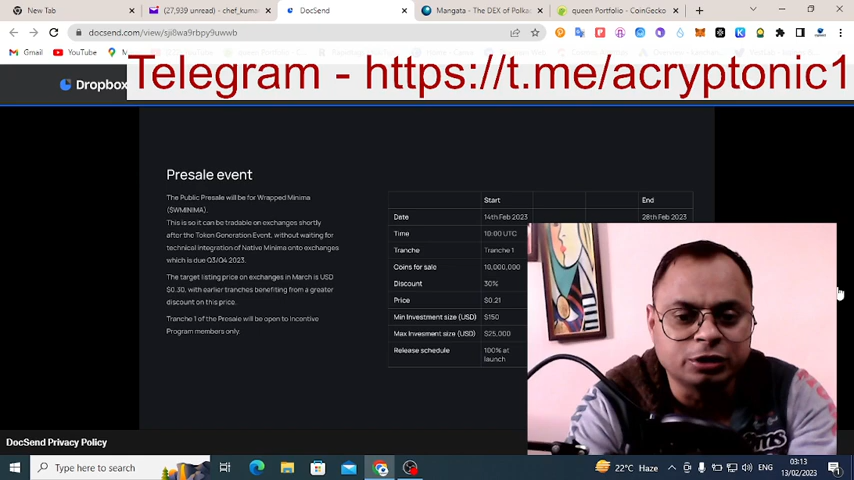 New Tab
(27,939 unread) - chef_kuma
DocSend
Mangata - The DEX of Polka
queen Portfolio - CoinGecko
docsend.com/view/sji8wa9rbpy9uwwb
Gmail
YouTube
Telegram - https://t.me/acryptonic1
Dropbox
Presale event
The Public Presale will be for Wrapped Minima
($WMINIMA).
This is so it can be tradable on exchanges shortly
after the Token Generation Event, without waiting for
technical integration of Native Minima onto exchanges
which is due Q3/Q4 2023.
The target listing price on exchanges in March is USD
$0.30, with earlier tranches benefiting from a greater
discount on this price.
Tranche 1 of the Presale will be open to Incentive
Program members only.
Start End
Date 14th Feb 2023 28th Feb 2023
Time 10:00 UTC
Tranche Tranche 1
Coins for sale 10,000,000
Discount 30%
Price $0.21
Min Investment size (USD) $150
Max Invesment size (USD) $25,000
Release schedule 100% at
launch
DocSend Privacy Policy
Type here to search
22°C Haze
ENG
03:13
13/02/2023